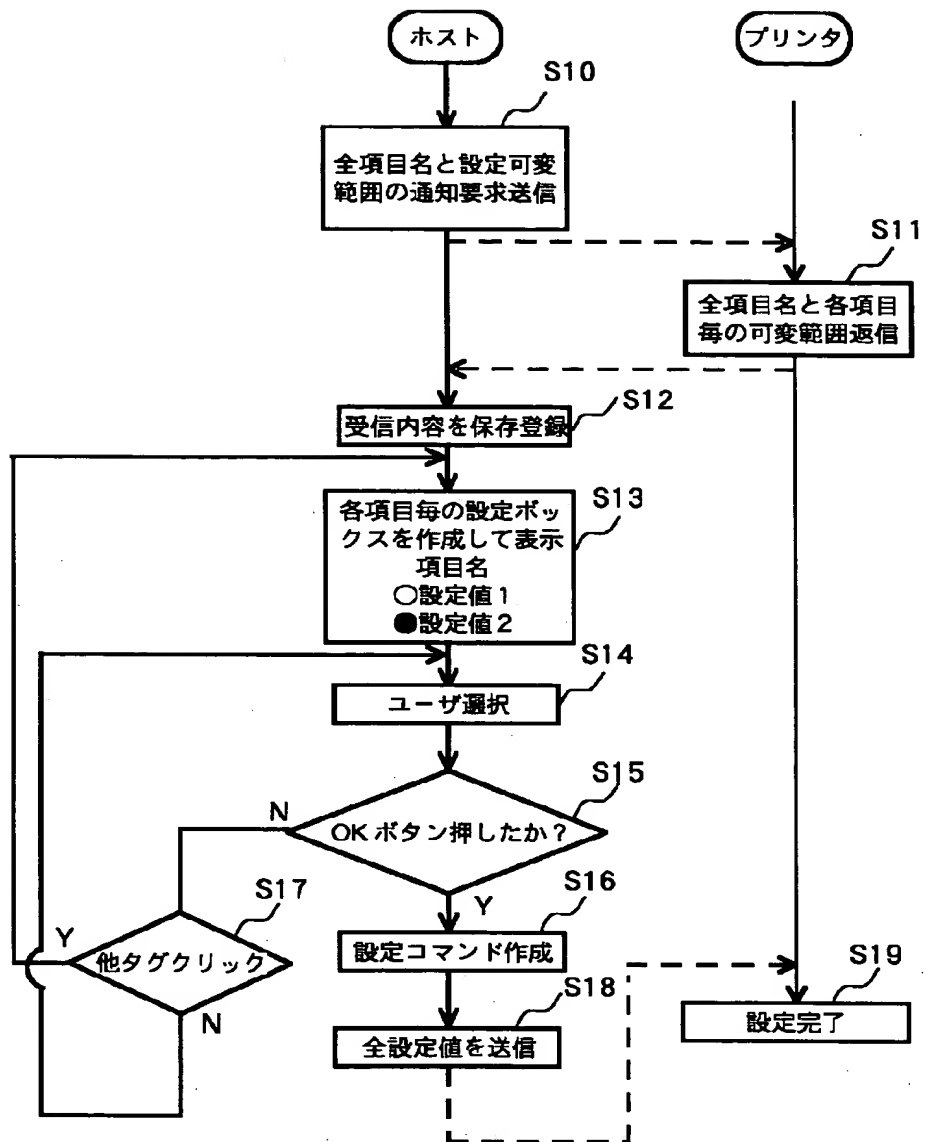 ホスト
プリンタ
S10
全項目名と設定可変
範囲の通知要求送信
S11
全項目名と各項目
毎の可変範囲返信
S12
受信内容を保存登録
S13
各項目毎の設定ボッ
クスを作成して表示
項目名
○設定値1
●設定値2
S14
ユーザ選択
S15
N
OKボタン押したか?
Y
S16
設定コマンド作成
S17
Y
他タグクリック
N
S18
全設定値を送信
S19
設定完了